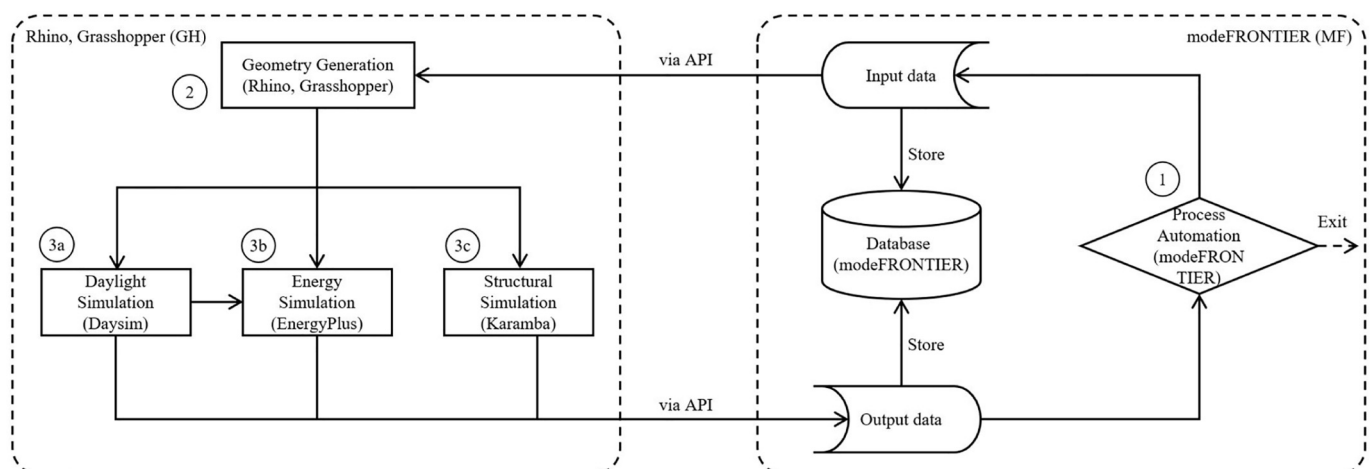 Rhino, Grasshopper (GH)
modeFRONTIER (MF)
Geometry Generation
(Rhino, Grasshopper)
2
via API
Input data
Store
1
Process
Automation
(modeFRON
TIER)
Exit
Database
(modeFRONTIER)
3a
3b
3c
Daylight
Simulation
(Daysim)
Energy
Simulation
(EnergyPlus)
Structural
Simulation
(Karamba)
Store
via API
Output data